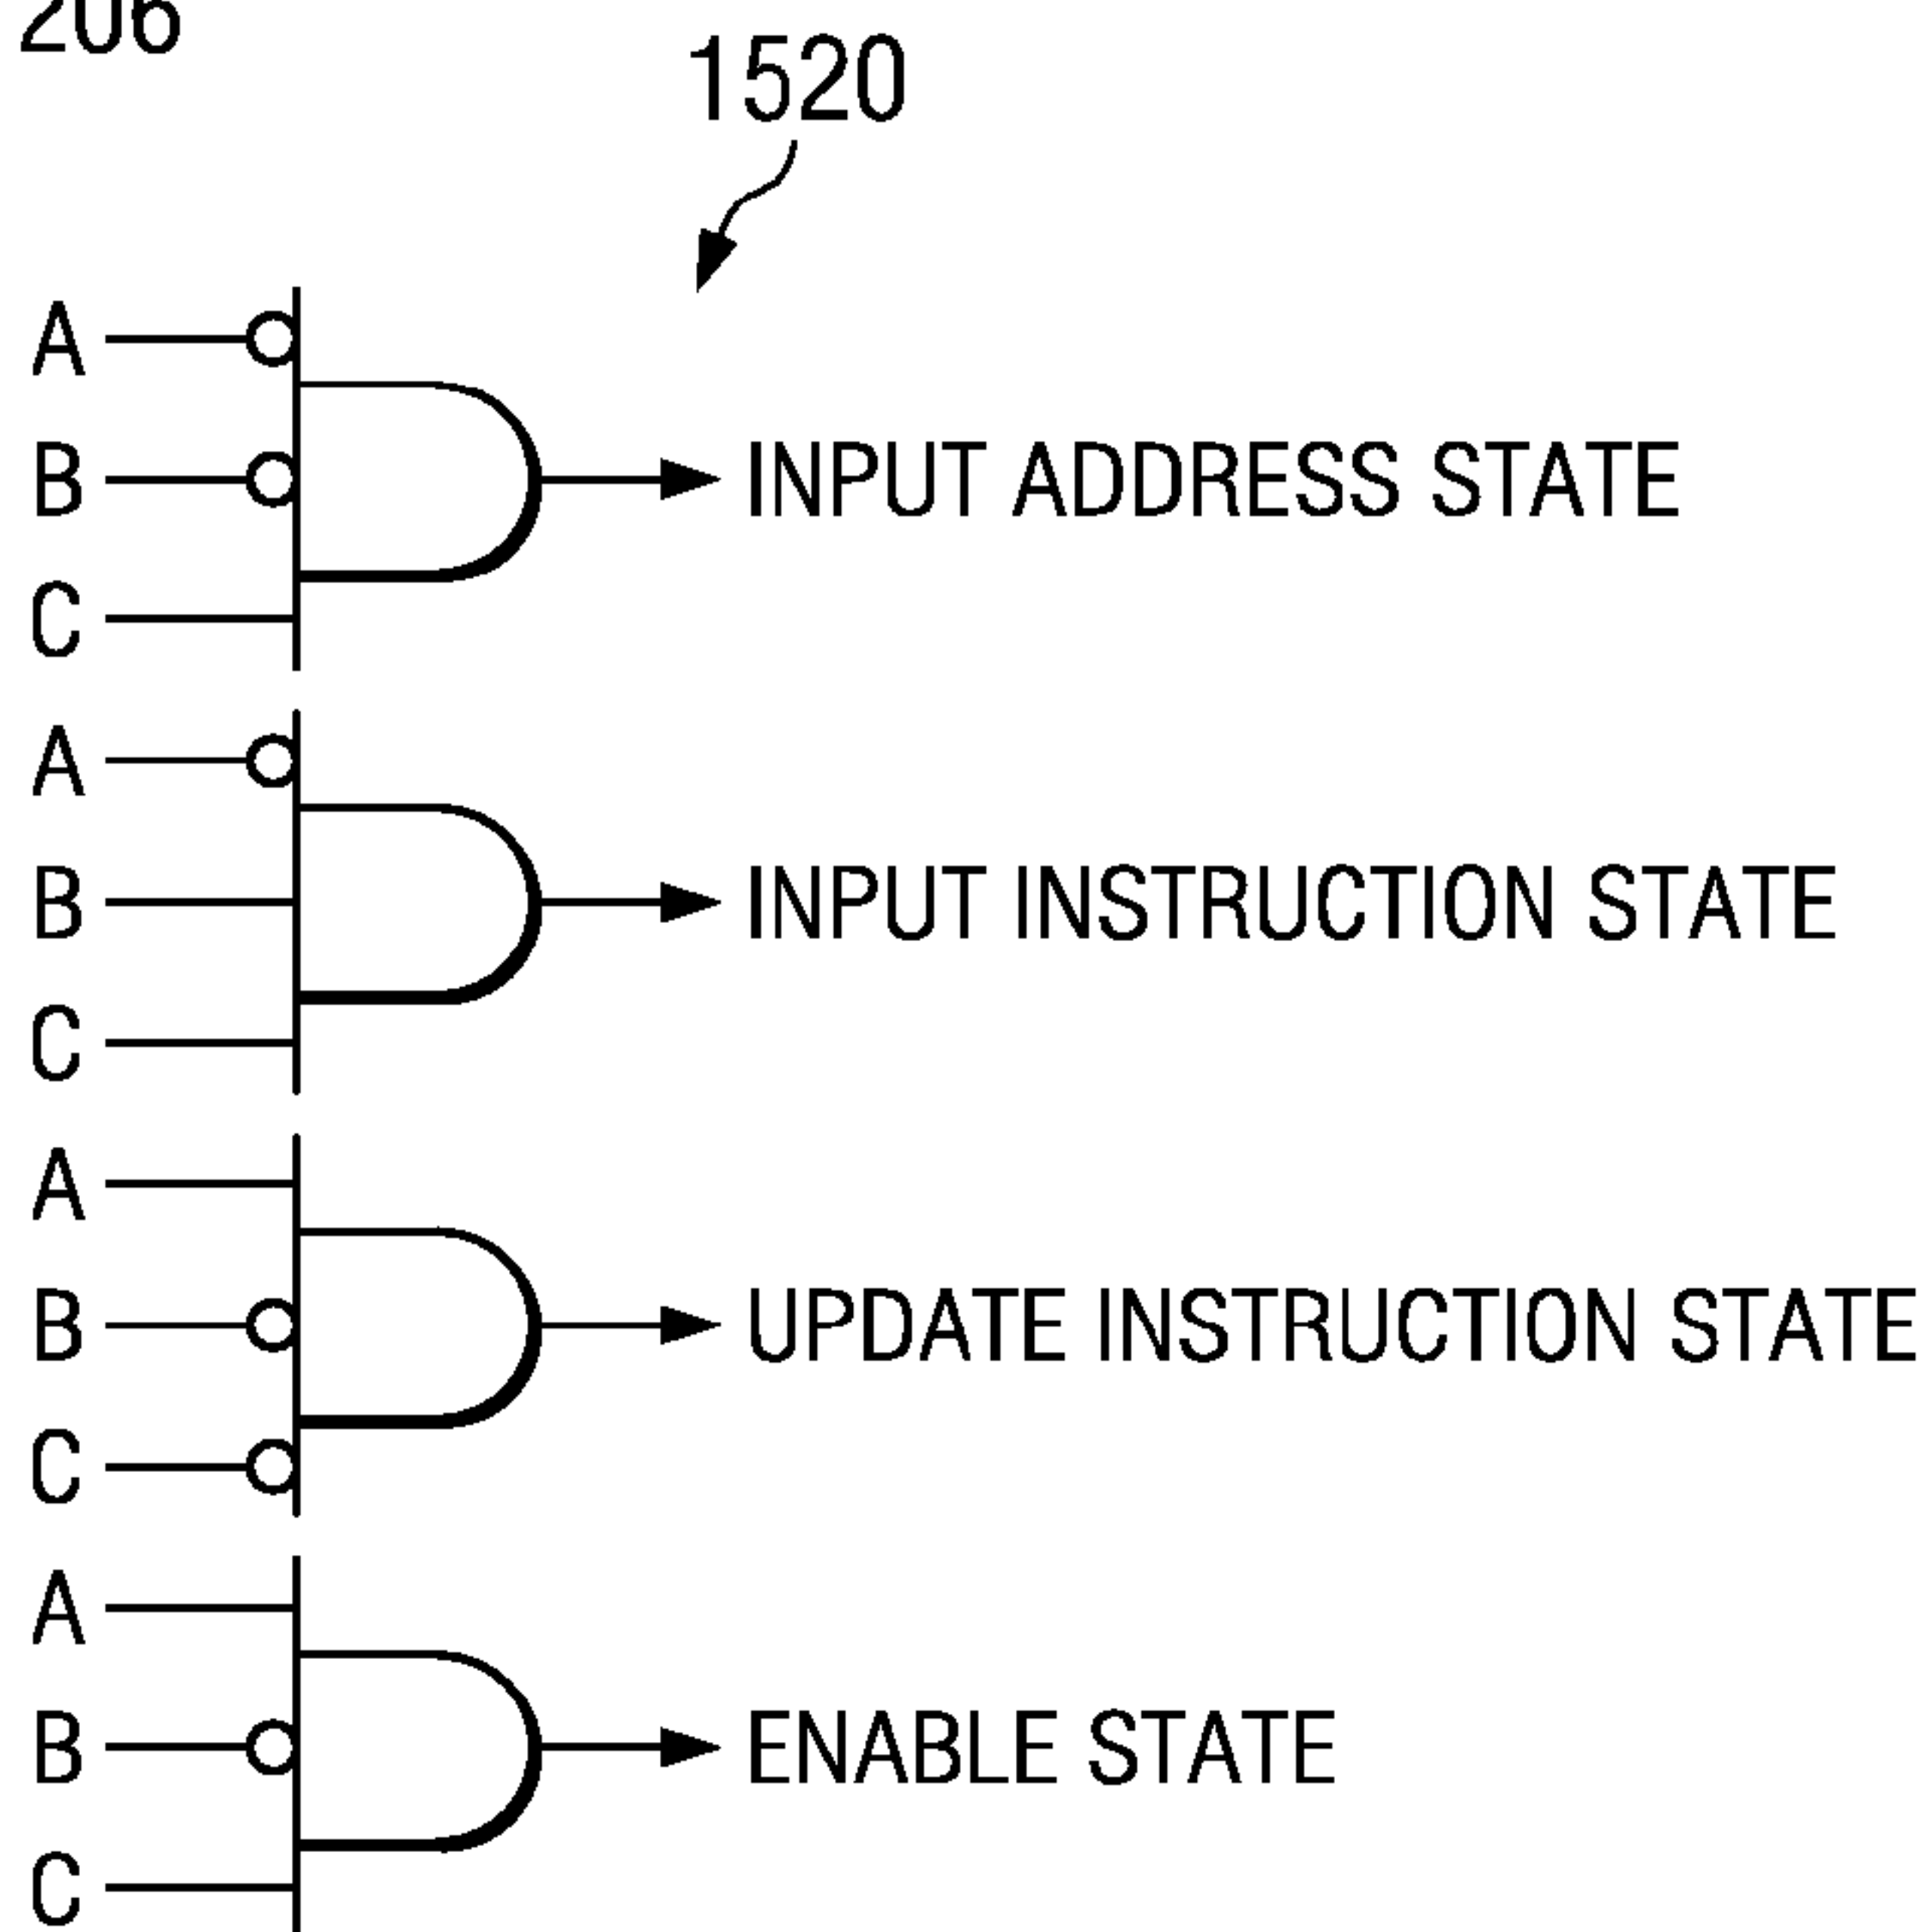 206
1520
A
B
C
INPUT ADDRESS STATE
A
B
C
INPUT INSTRUCTION STATE
A
B
C
UPDATE INSTRUCTION STATE
A
B
C
ENABLE STATE